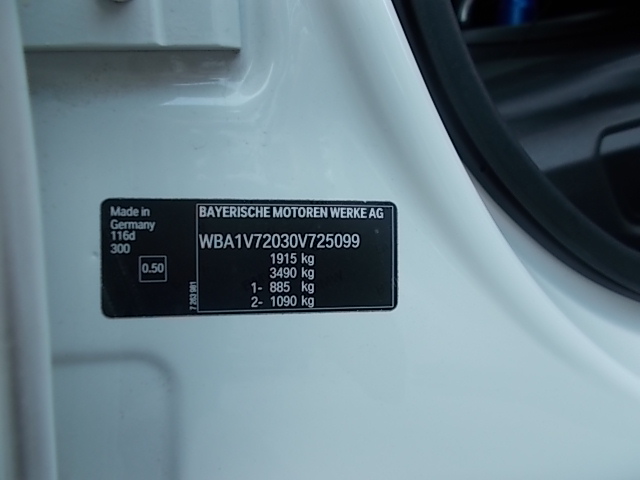 Made in
Germany
116d
300
0.50
7 263 981
BAYERISCHE MOTOREN WERKE AG
WBA1V72030V725099
1915 kg
3490 kg
1- 885 kg
2- 1090 kg